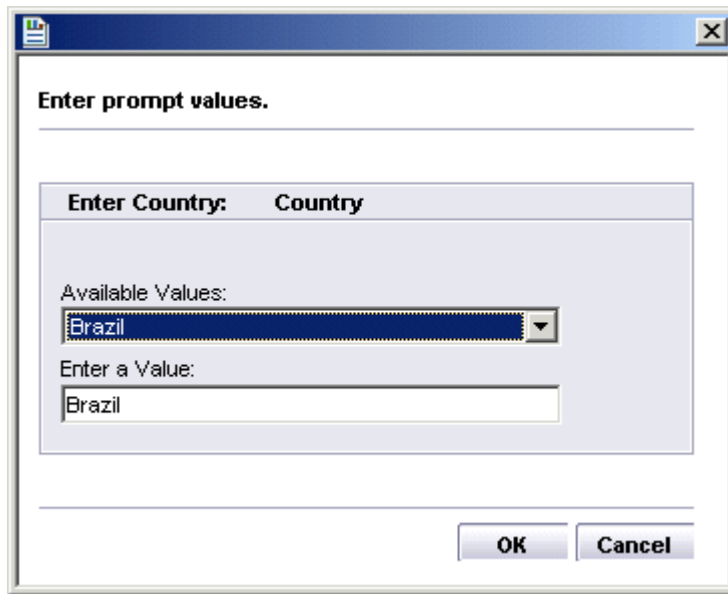 Enter prompt values.
Enter Country: Country
Available Values:
Brazil
Enter a Value:
Brazil
OK Cancel